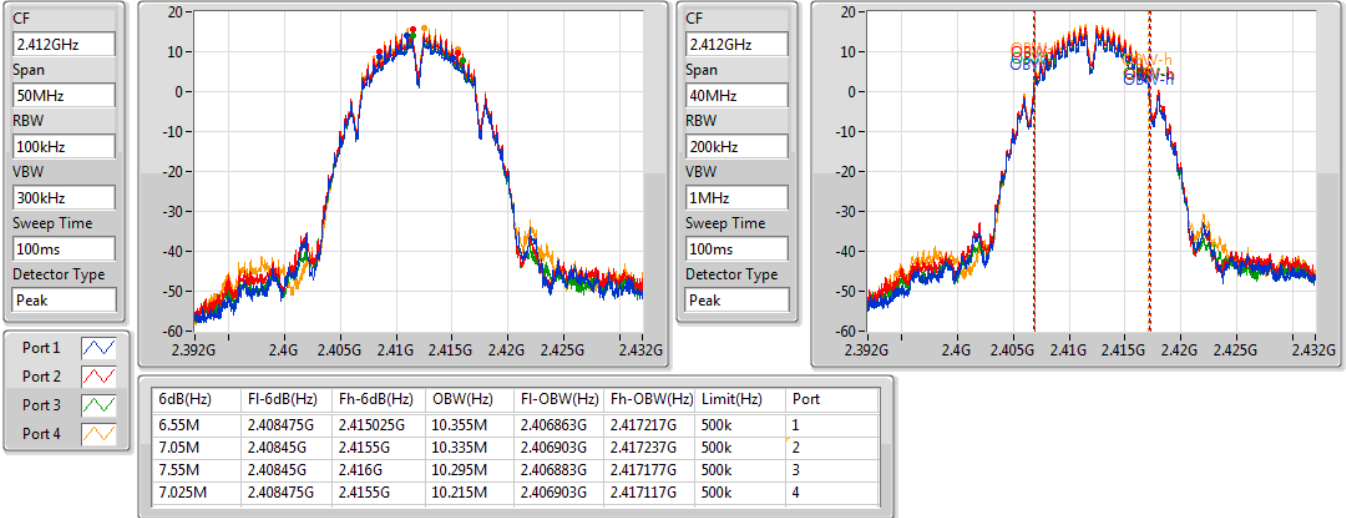 CF
2.412GHz
Span
50MHz
RBW
100kHz
VBW
300kHz
Sweep Time
100ms
Detector Type
Peak
20
10
0
-10
-20
-30
-40
-50
-60
2.392G 2.4G 2.405G 2.41G 2.415G 2.42G 2.425G 2.432G
CF
2.412GHz
Span
40MHz
RBW
200kHz
VBW
1MHz
Sweep Time
100ms
Detector Type
Peak
20
10
0
-10
-20
-30
-40
-50
-60
OBW-h
2.392G 2.4G 2.405G 2.41G 2.415G 2.42G 2.425G 2.432G
Port 1
Port 2
Port 3
Port 4
6dB(Hz) Fl-6dB(Hz) Fh-6dB(Hz) OBW(Hz) Fl-OBW(Hz) Fh-OBW(Hz) Limit(Hz) Port
6.55M 2.408475G 2.415025G 10.355M 2.406863G 2.417217G 500k 1
7.05M 2.40845G 2.4155G 10.335M 2.406903G 2.417237G 500k 2
7.55M 2.40845G 2.416G 10.295M 2.406883G 2.417177G 500k 3
7.025M 2.408475G 2.4155G 10.215M 2.406903G 2.417117G 500k 4